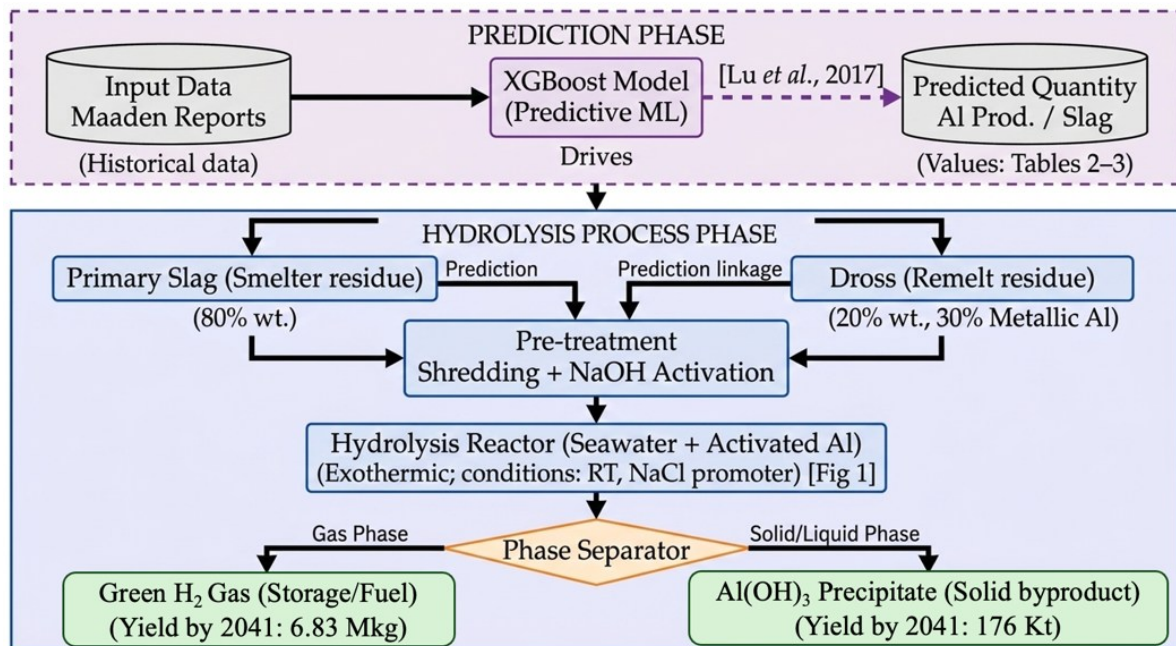 PREDICTION PHASE
Input Data
Maaden Reports
(Historical data)
XGBoost Model
(Predictive ML)
[Lu et al., 2017]
Predicted Quantity
Al Prod. / Slag
(Values: Tables 2–3)
Drives
HYDROLYSIS PROCESS PHASE
Primary Slag (Smelter residue)
(80% wt.)
Prediction
Prediction linkage
Dross (Remelt residue)
(20% wt., 30% Metallic Al)
Pre-treatment
Shredding + NaOH Activation
Hydrolysis Reactor (Seawater + Activated Al)
(Exothermic; conditions: RT, NaCl promoter) [Fig 1]
Gas Phase
Phase Separator
Solid/Liquid Phase
Green H₂ Gas (Storage/Fuel)
(Yield by 2041: 6.83 Mkg)
Al(OH)₃ Precipitate (Solid byproduct)
(Yield by 2041: 176 Kt)